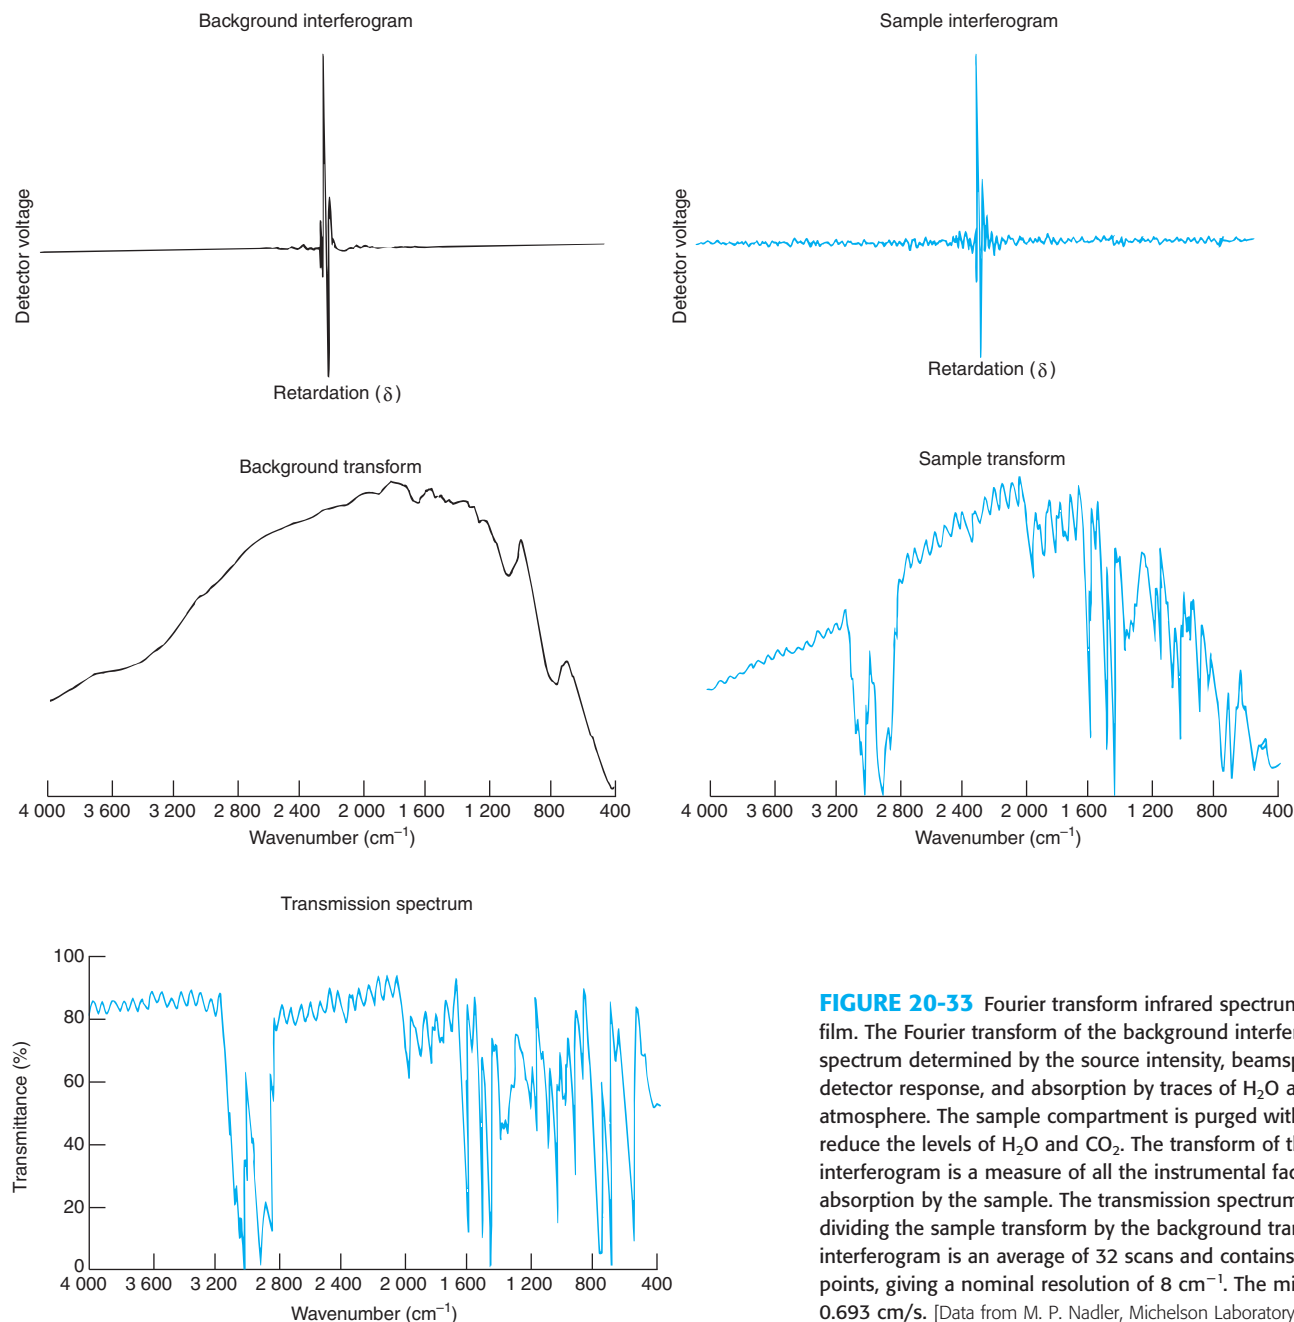 Background interferogram
Sample interferogram
Detector voltage
Detector voltage
Retardation (δ)
Retardation (δ)
Background transform
Sample transform
4 000 3 600 3 200 2 800 2 400 2 000 1 600 1 200 800 400
Wavenumber (cm⁻¹)
4 000 3 600 3 200 2 800 2 400 2 000 1 600 1 200 800 400
Wavenumber (cm⁻¹)
Transmission spectrum
100
80
60
40
20
0
Transmittance (%)
4 000 3 600 3 200 2 800 2 400 2 000 1 600 1 200 800 400
Wavenumber (cm⁻¹)
FIGURE 20-33 Fourier transform infrared spectrum
film. The Fourier transform of the background interfer
spectrum determined by the source intensity, beamsp
detector response, and absorption by traces of H₂O a
atmosphere. The sample compartment is purged with
reduce the levels of H₂O and CO₂. The transform of th
interferogram is a measure of all the instrumental fac
absorption by the sample. The transmission spectrum
dividing the sample transform by the background tran
interferogram is an average of 32 scans and contains
points, giving a nominal resolution of 8 cm⁻¹. The mi
0.693 cm/s. [Data from M. P. Nadler, Michelson Laboratory